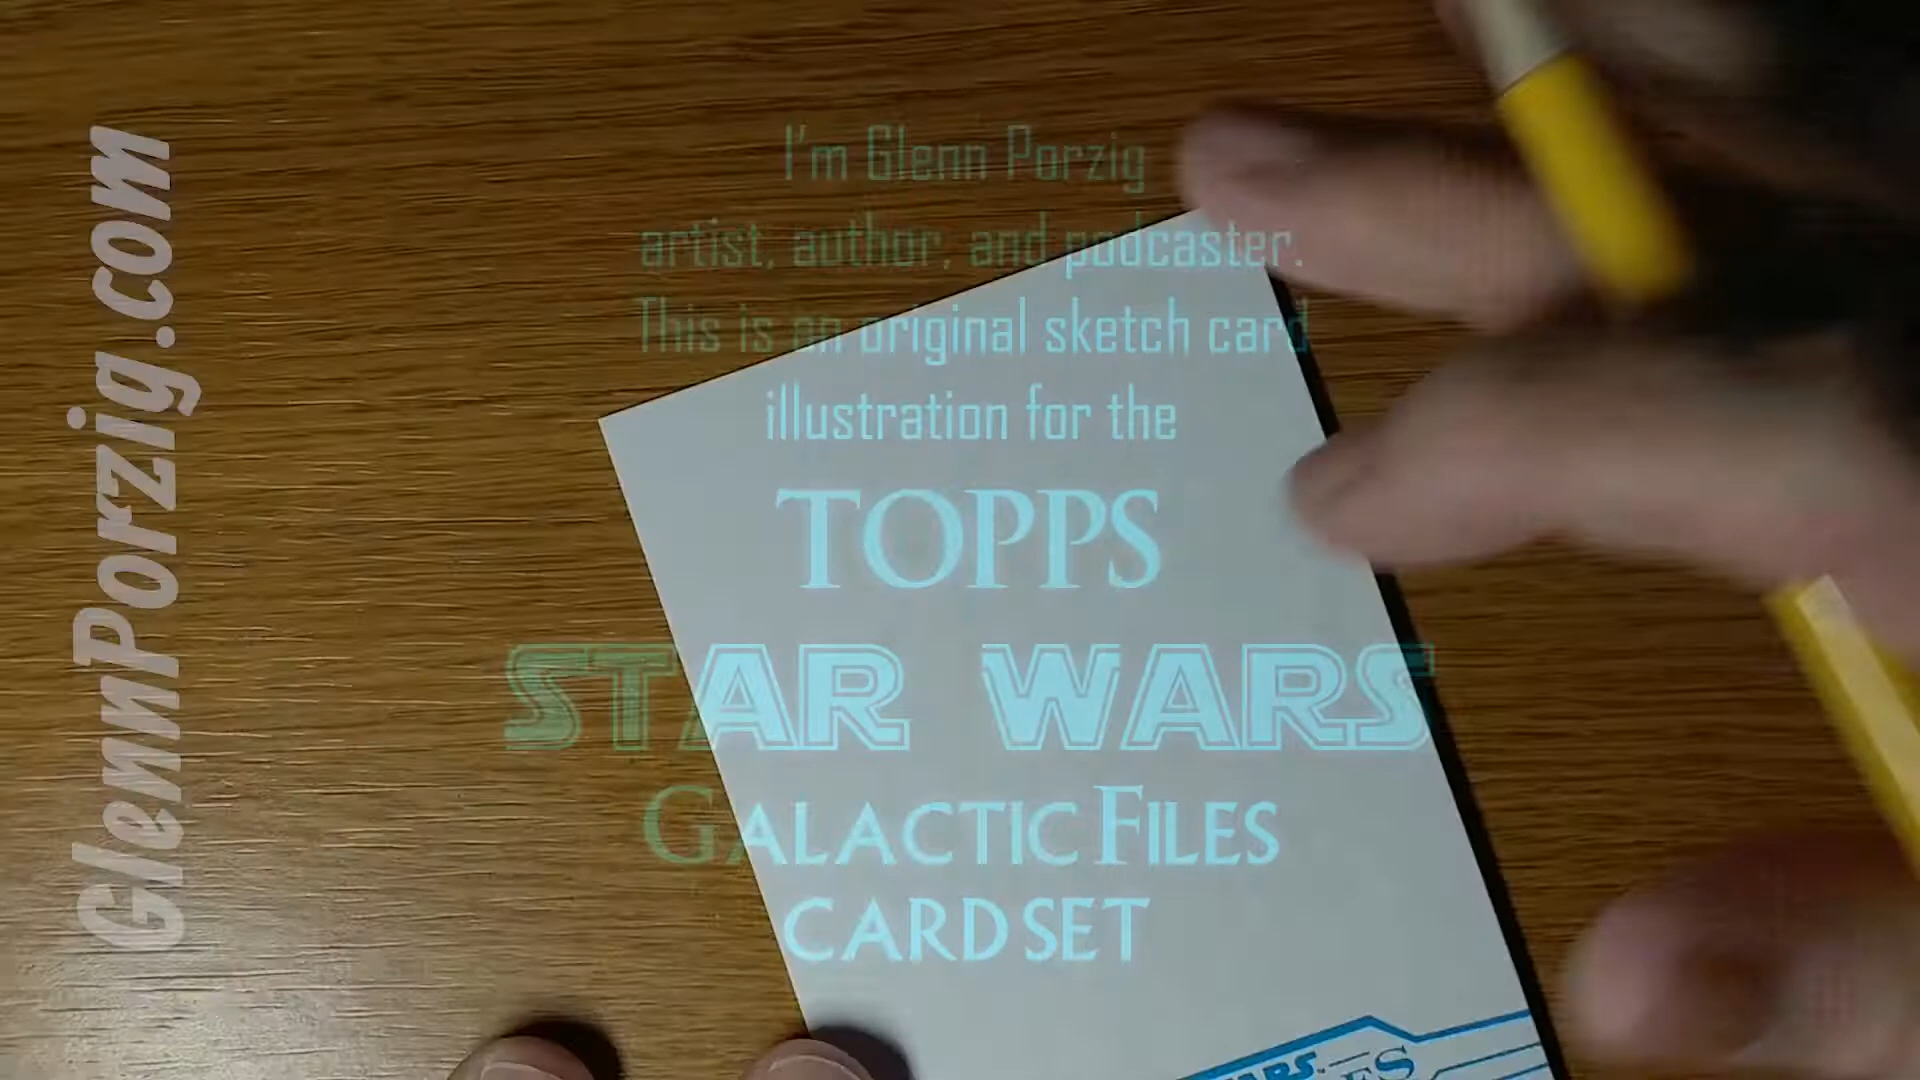 GlennPorzig.com
I'm Glenn Porzig
artist, author, and podcaster.
This is an original sketch card
illustration for the
TOPPS
STAR WARS
GALACTIC FILES
CARD SET